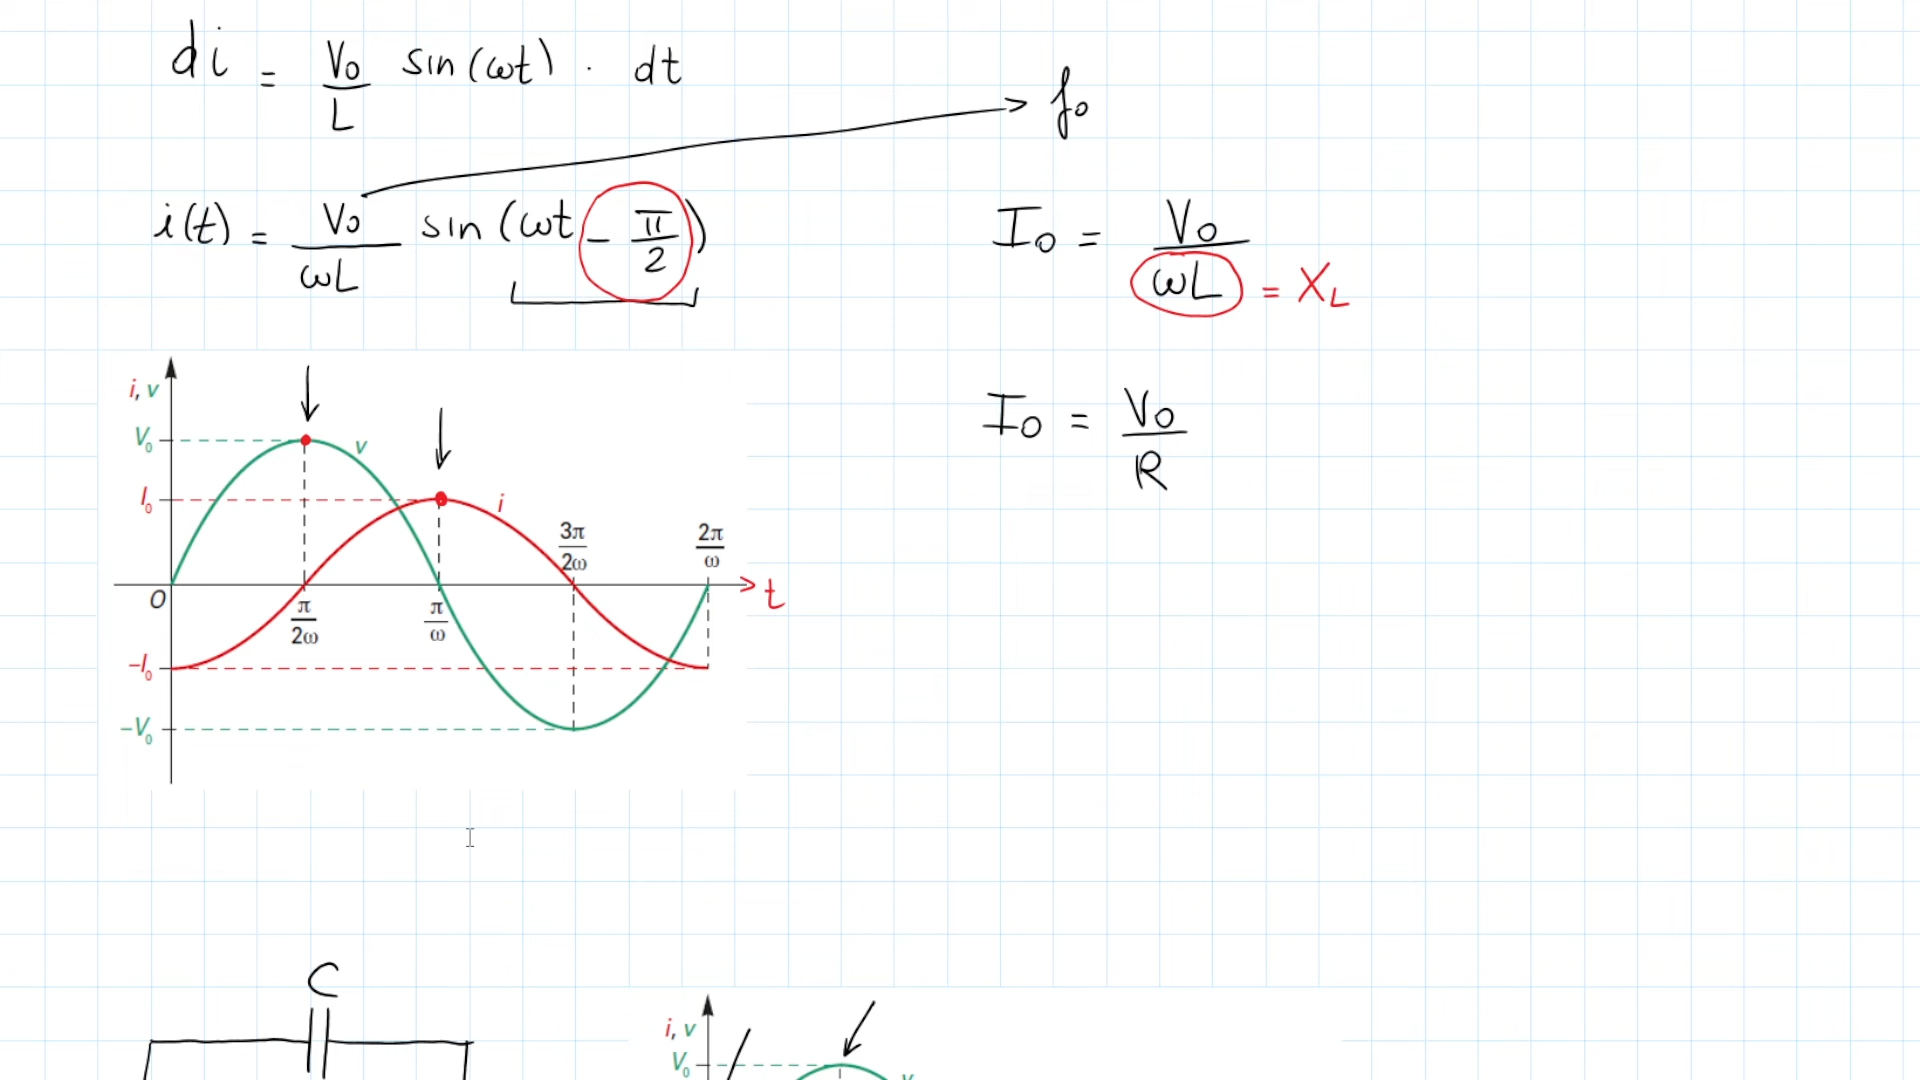 di = V₀/L sin(ωt) · dt
f₀
i(t) = V₀/ωL sin(ωt - π/2)
I₀ = V₀/ωL = X_L
I₀ = V₀/R
i, v
V₀
v
I₀
i
3π/2ω
2π/ω
O
π/2ω
π/ω
t
-I₀
-V₀
C
i, v
V₀
v